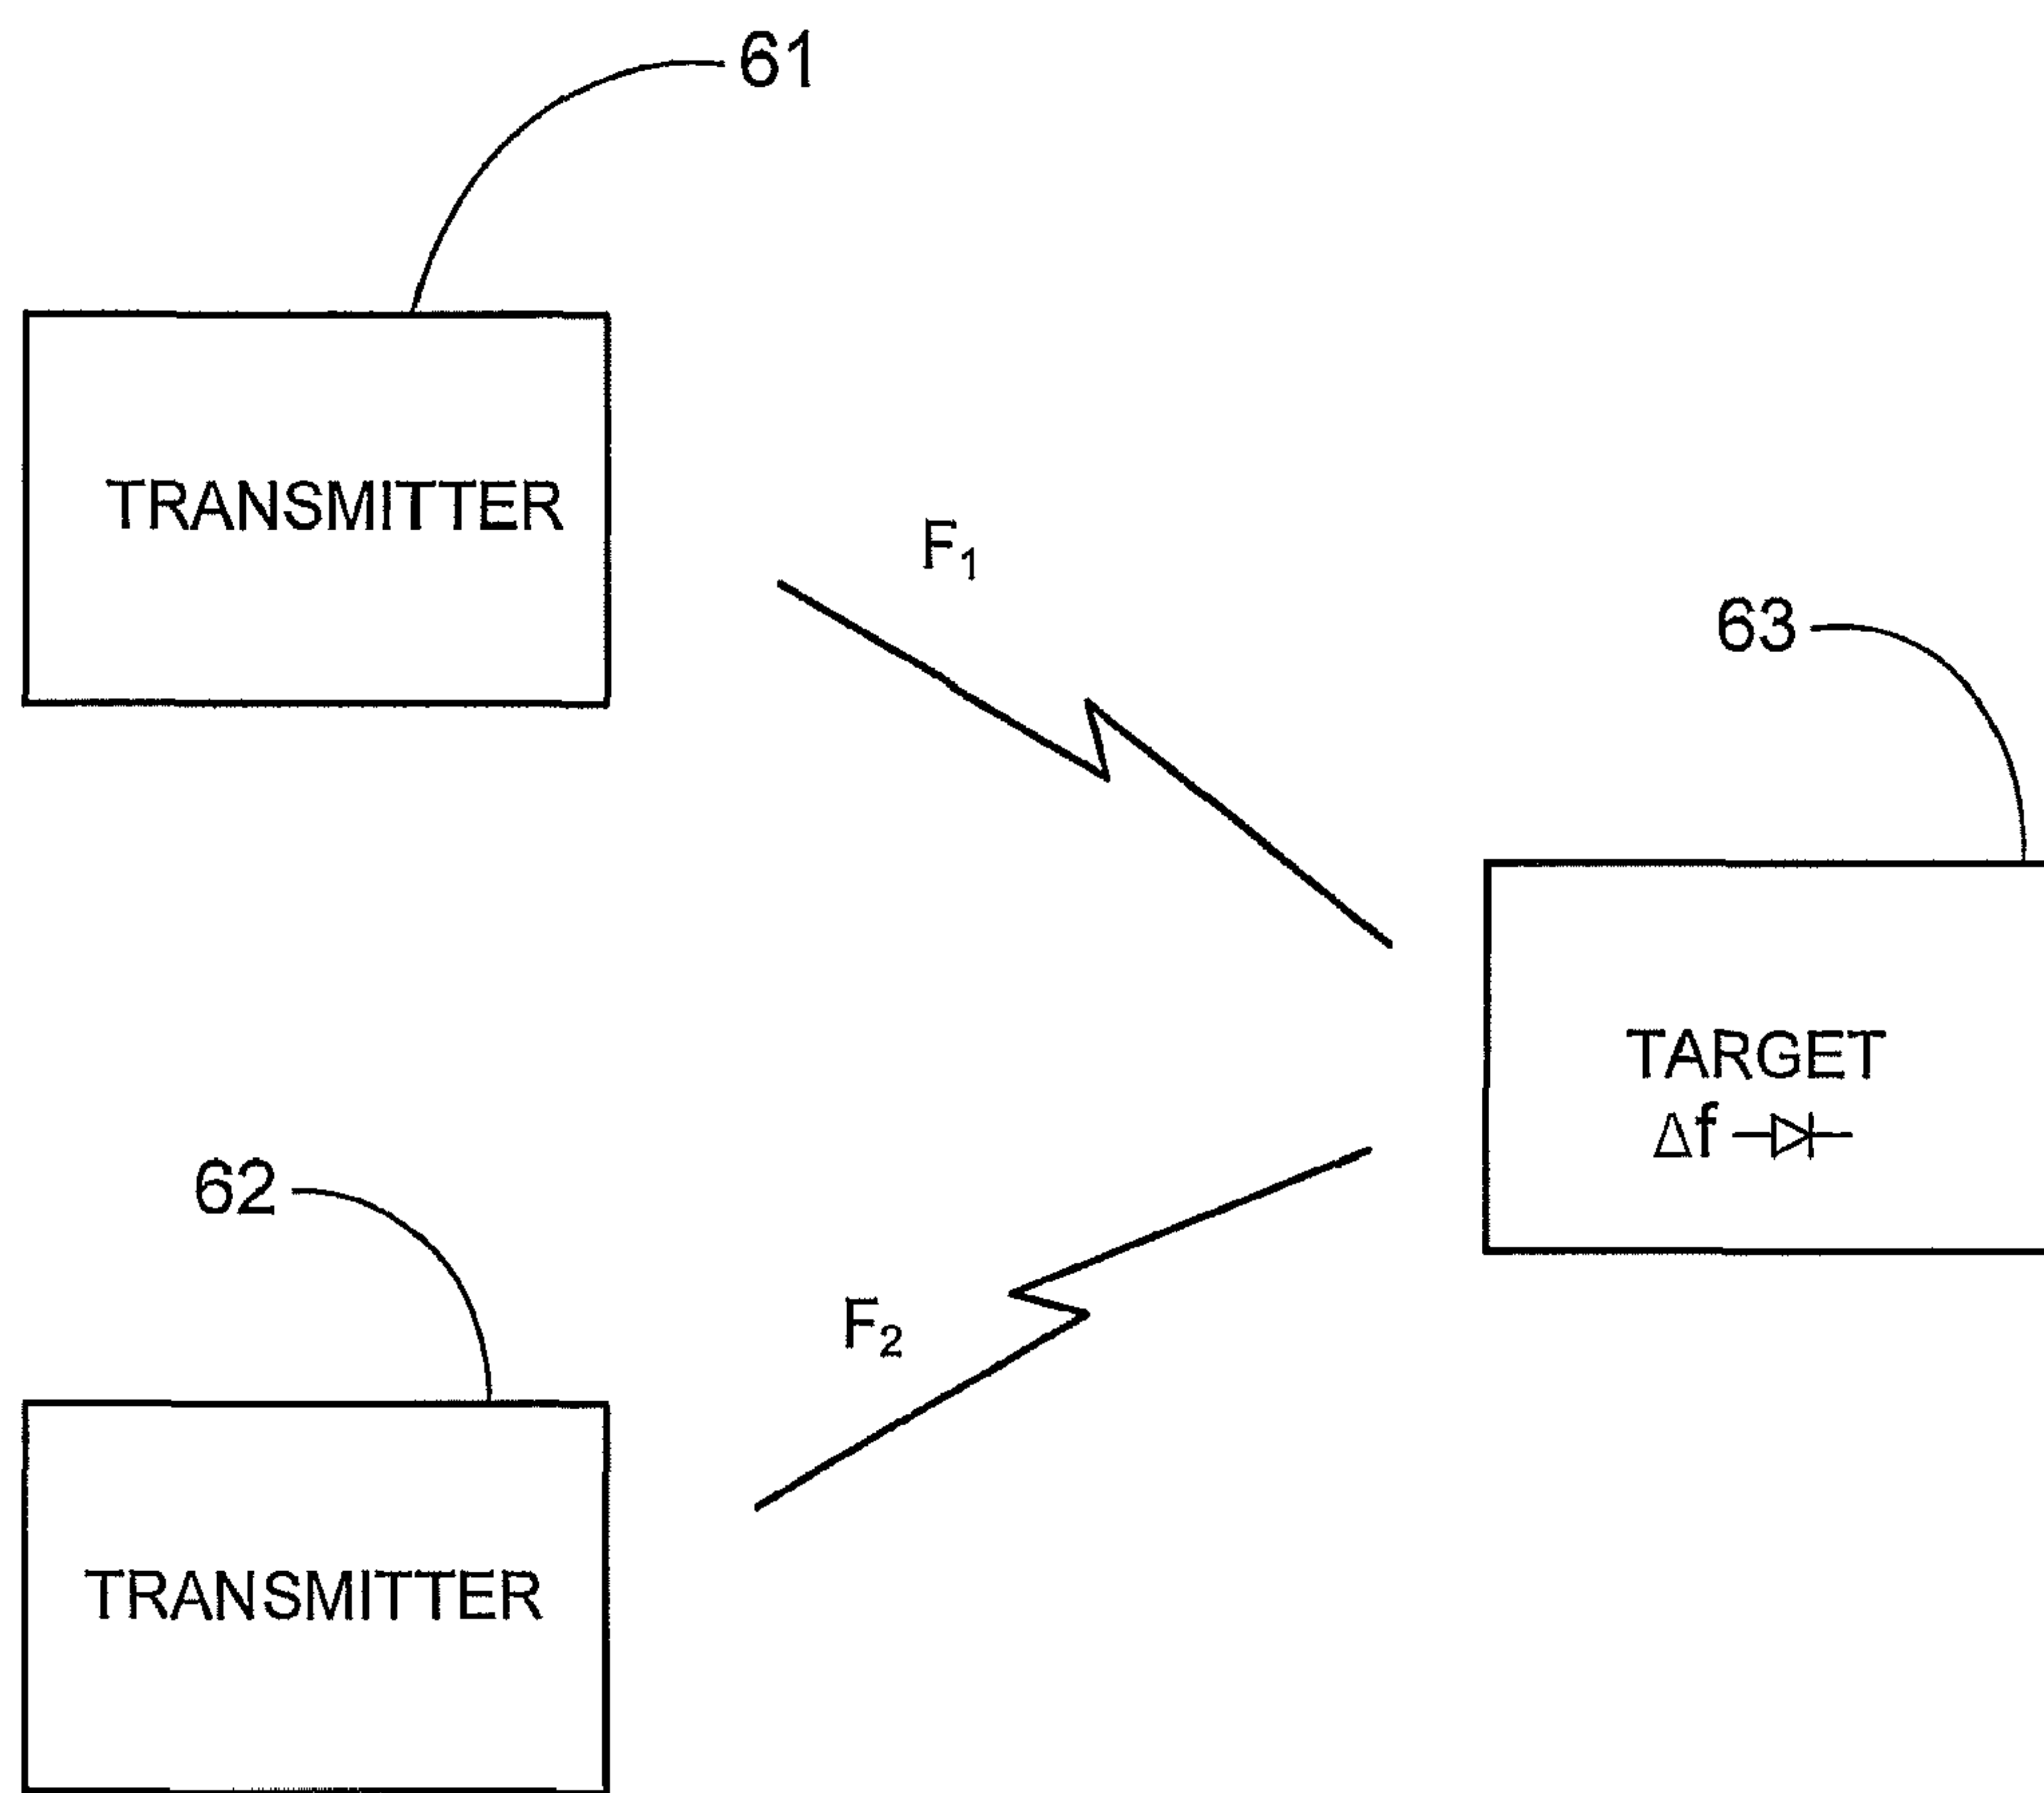 61
TRANSMITTER
F₁
63
TARGET
Δf
62
F₂
TRANSMITTER